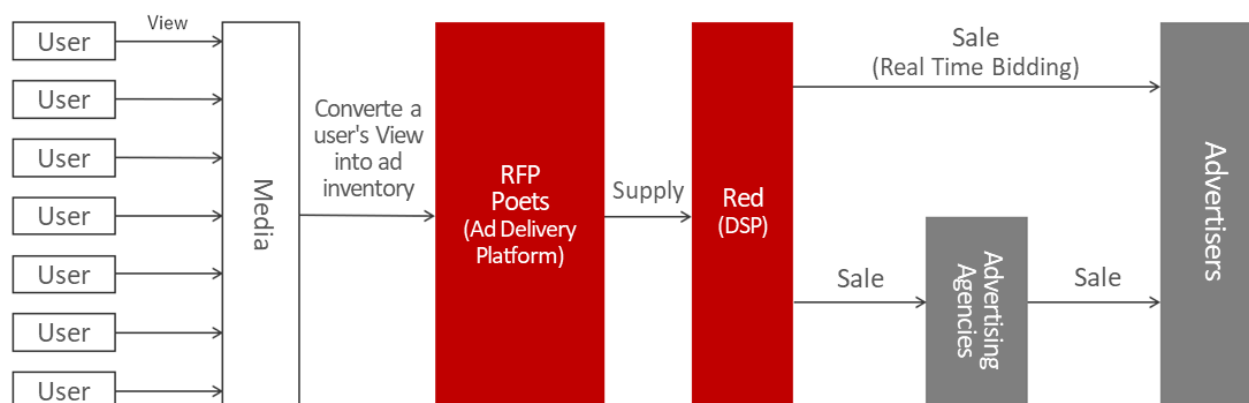 View
User
User
User
User
User
User
User
Media
Converte a
user's View
into ad
inventory
RFP
Poets
(Ad Delivery
Platform)
Supply
Red
(DSP)
Sale
(Real Time Bidding)
Sale
Advertising
Agencies
Sale
Advertisers